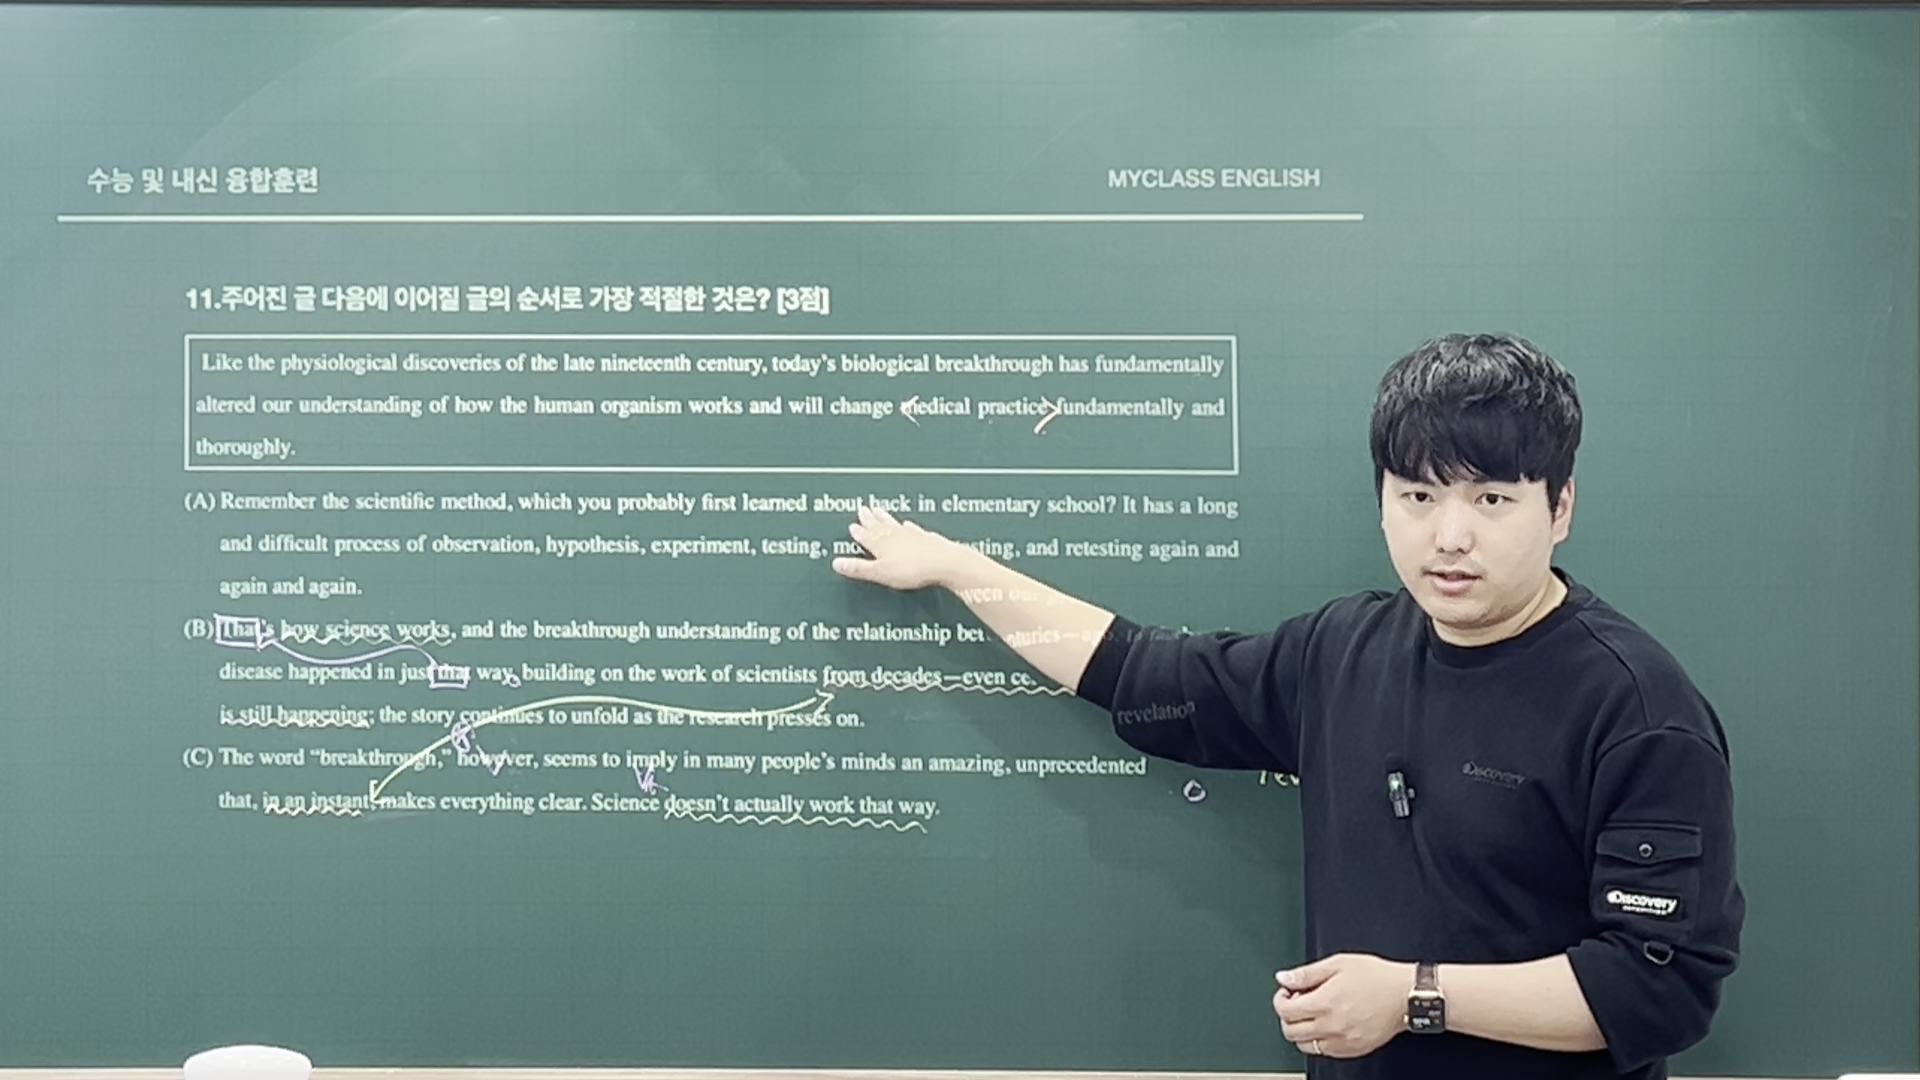 수능 및 내신 융합훈련
MYCLASS ENGLISH
11.주어진 글 다음에 이어질 글의 순서로 가장 적절한 것은? [3점]
Like the physiological discoveries of the late nineteenth century, today's biological breakthrough has fundamentally
altered our understanding of how the human organism works and will change medical practice fundamentally and
thoroughly.
(A) Remember the scientific method, which you probably first learned about back in elementary school? It has a long
and difficult process of observation, hypothesis, experiment, testing, and retesting again and
again and again.
(B) That's how science works, and the breakthrough understanding of the relationship between our
disease happened in just that way, building on the work of scientists from decades—even centuries—ago. In
is still happening; the story continues to unfold as the research presses on.
(C) The word “breakthrough,” however, seems to imply in many people's minds an amazing, unprecedented revelation
that, in an instant, makes everything clear. Science doesn't actually work that way.
Discovery
Discovery